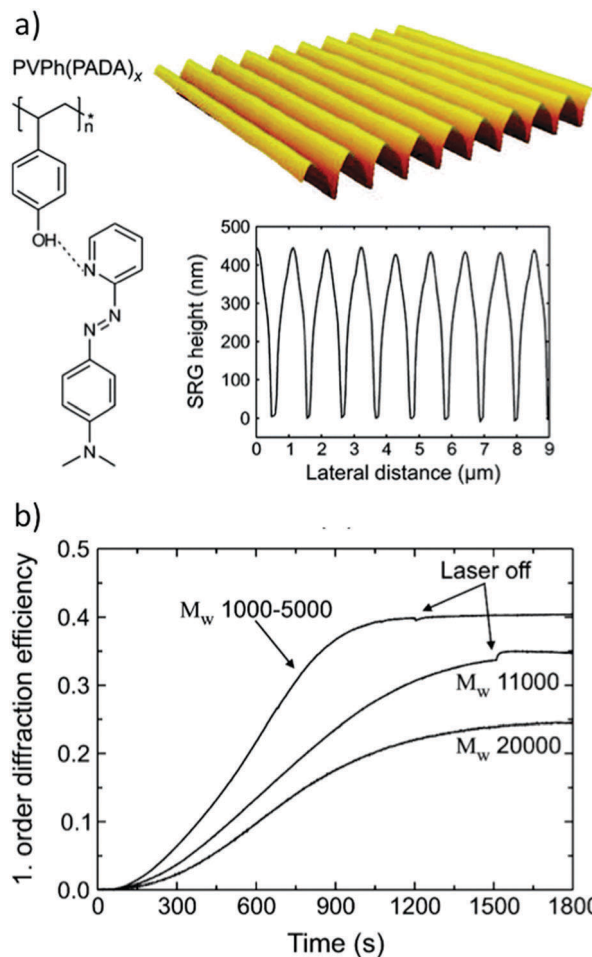 a)
PVPh(PADA)x
n
*
OH
N
N
N
N
500
400
300
200
100
0
SRG height (nm)
0 1 2 3 4 5 6 7 8 9
Lateral distance (µm)
b)
0.5
0.4
0.3
0.2
0.1
0.0
1. order diffraction efficiency
Laser off
Mw 1000-5000
Mw 11000
Mw 20000
0 300 600 900 1200 1500 180
Time (s)